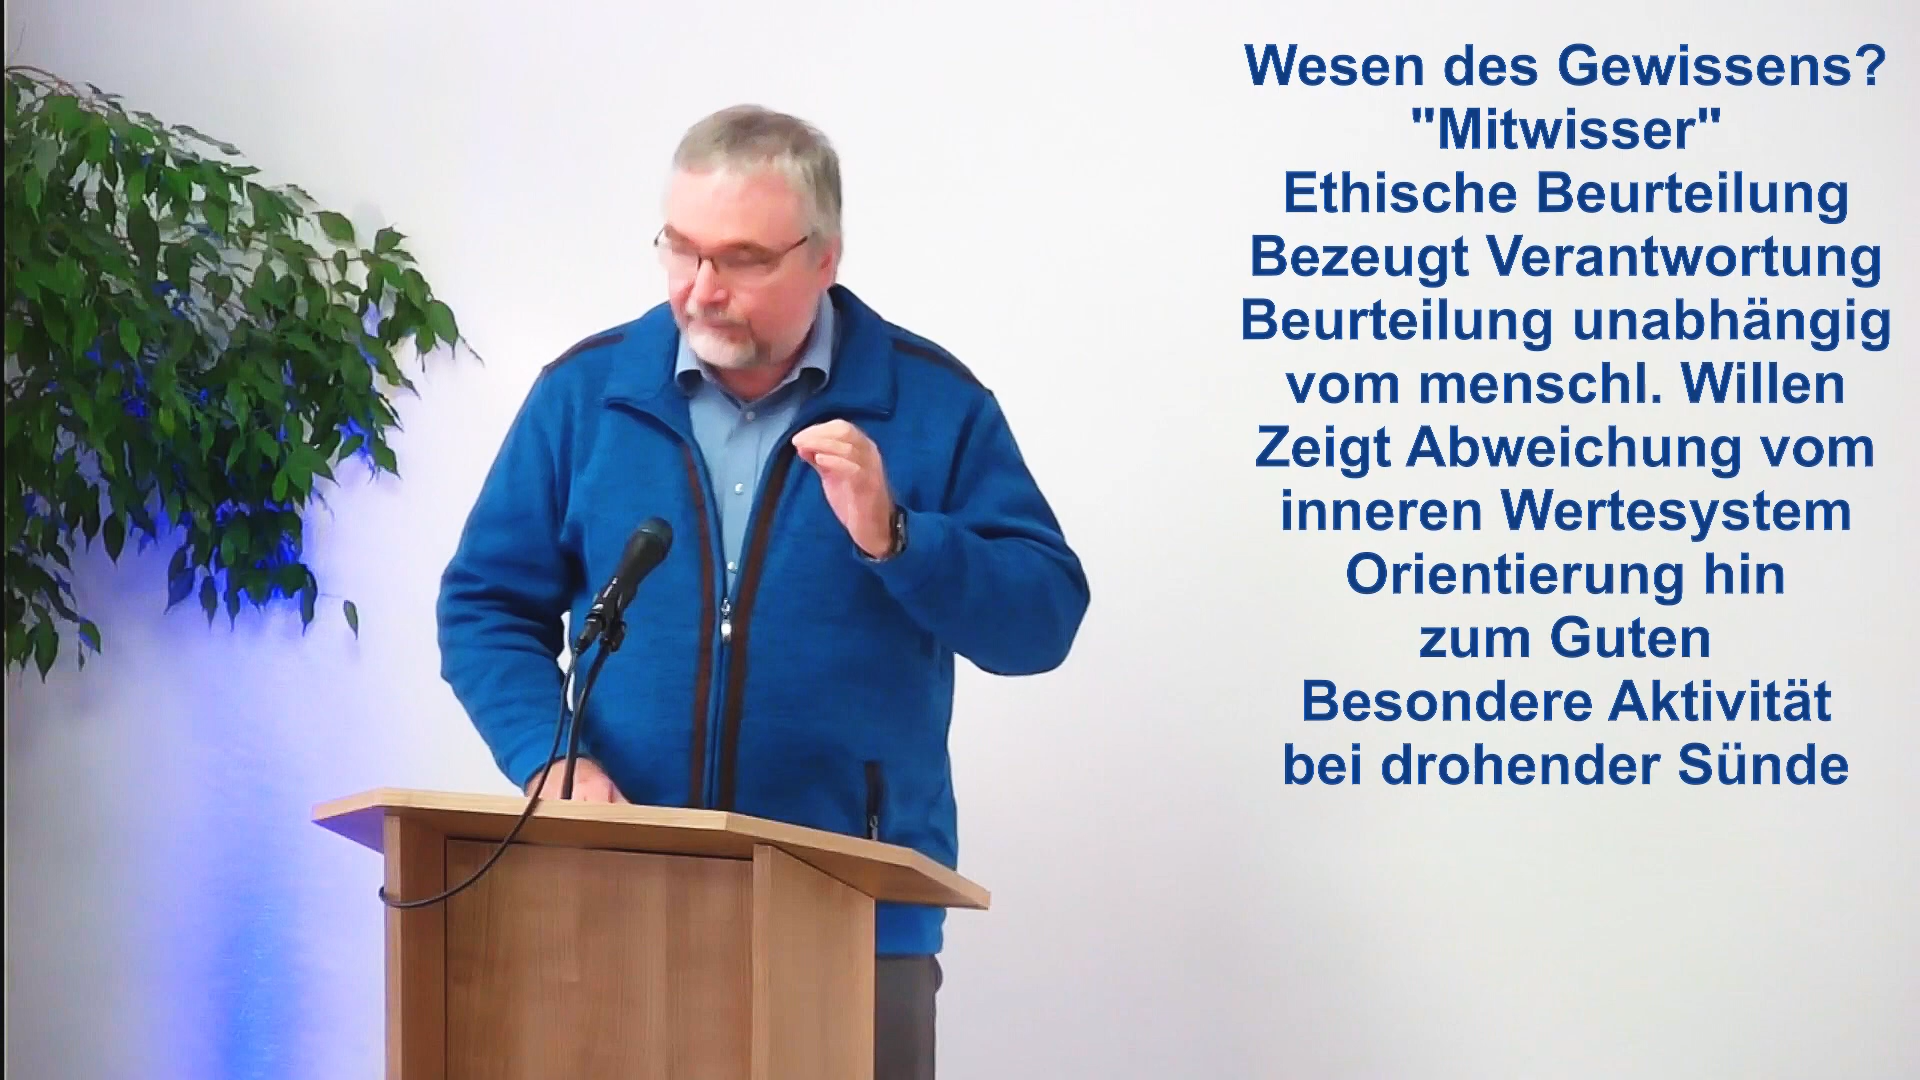 Wesen des Gewissens?
"Mitwisser"
Ethische Beurteilung
Bezeugt Verantwortung
Beurteilung unabhängig
vom menschl. Willen
Zeigt Abweichung vom
inneren Wertesystem
Orientierung hin
zum Guten
Besondere Aktivität
bei drohender Sünde